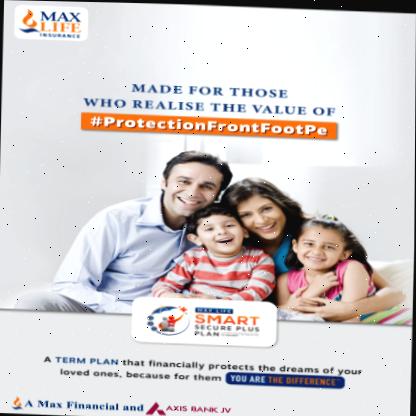 MAX
LIFE
INSURANCE
MADE FOR THOSE
WHO REALISE THE VALUE OF
#ProtectionFrontFootPe
MAX LIFE
SMART
SECURE PLUS
PLAN
A TERM PLAN that financially protects the dreams of your
loved ones, because for them YOU ARE THE DIFFERENCE
A Max Financial and AXIS BANK JV